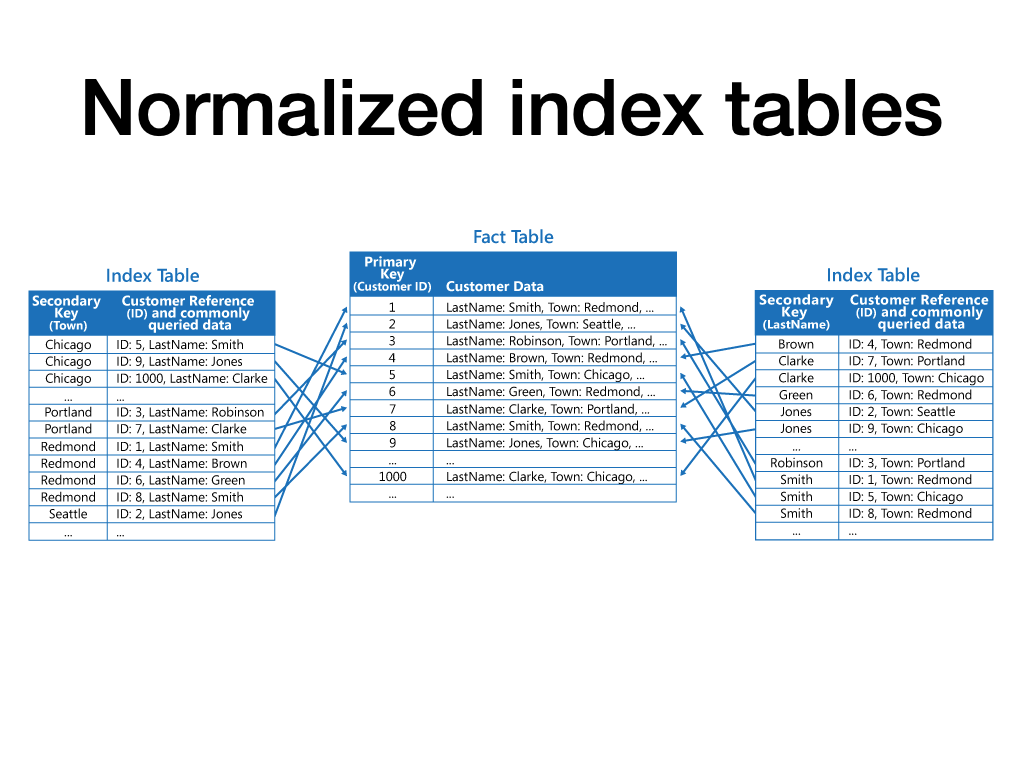 Normalized index tables
Fact Table
Primary
Key
(Customer ID) Customer Data
1 LastName: Smith, Town: Redmond, ...
2 LastName: Jones, Town: Seattle, ...
3 LastName: Robinson, Town: Portland, ...
4 LastName: Brown, Town: Redmond, ...
5 LastName: Smith, Town: Chicago, ...
6 LastName: Green, Town: Redmond, ...
7 LastName: Clarke, Town: Portland, ...
8 LastName: Smith, Town: Redmond, ...
9 LastName: Jones, Town: Chicago, ...
... ...
1000 LastName: Clarke, Town: Chicago, ...
... ...
Index Table
Secondary Customer Reference
Key (ID) and commonly
(Town) queried data
Chicago ID: 5, LastName: Smith
Chicago ID: 9, LastName: Jones
Chicago ID: 1000, LastName: Clarke
... ...
Portland ID: 3, LastName: Robinson
Portland ID: 7, LastName: Clarke
Redmond ID: 1, LastName: Smith
Redmond ID: 4, LastName: Brown
Redmond ID: 6, LastName: Green
Redmond ID: 8, LastName: Smith
Seattle ID: 2, LastName: Jones
... ...
Index Table
Secondary Customer Reference
Key (ID) and commonly
(LastName) queried data
Brown ID: 4, Town: Redmond
Clarke ID: 7, Town: Portland
Clarke ID: 1000, Town: Chicago
Green ID: 6, Town: Redmond
Jones ID: 2, Town: Seattle
Jones ID: 9, Town: Chicago
... ...
Robinson ID: 3, Town: Portland
Smith ID: 1, Town: Redmond
Smith ID: 5, Town: Chicago
Smith ID: 8, Town: Redmond
... ...